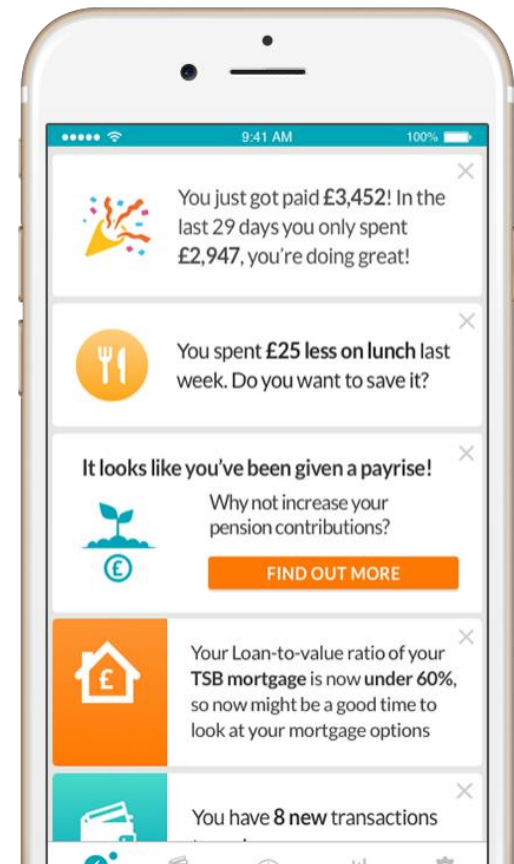 9:41 AM
100%
You just got paid £3,452! In the
last 29 days you only spent
£2,947, you're doing great!
You spent £25 less on lunch last
week. Do you want to save it?
It looks like you've been given a payrise!
Why not increase your
pension contributions?
£
FIND OUT MORE
£
Your Loan-to-value ratio of your
TSB mortgage is now under 60%,
so now might be a good time to
look at your mortgage options
You have 8 new transactions